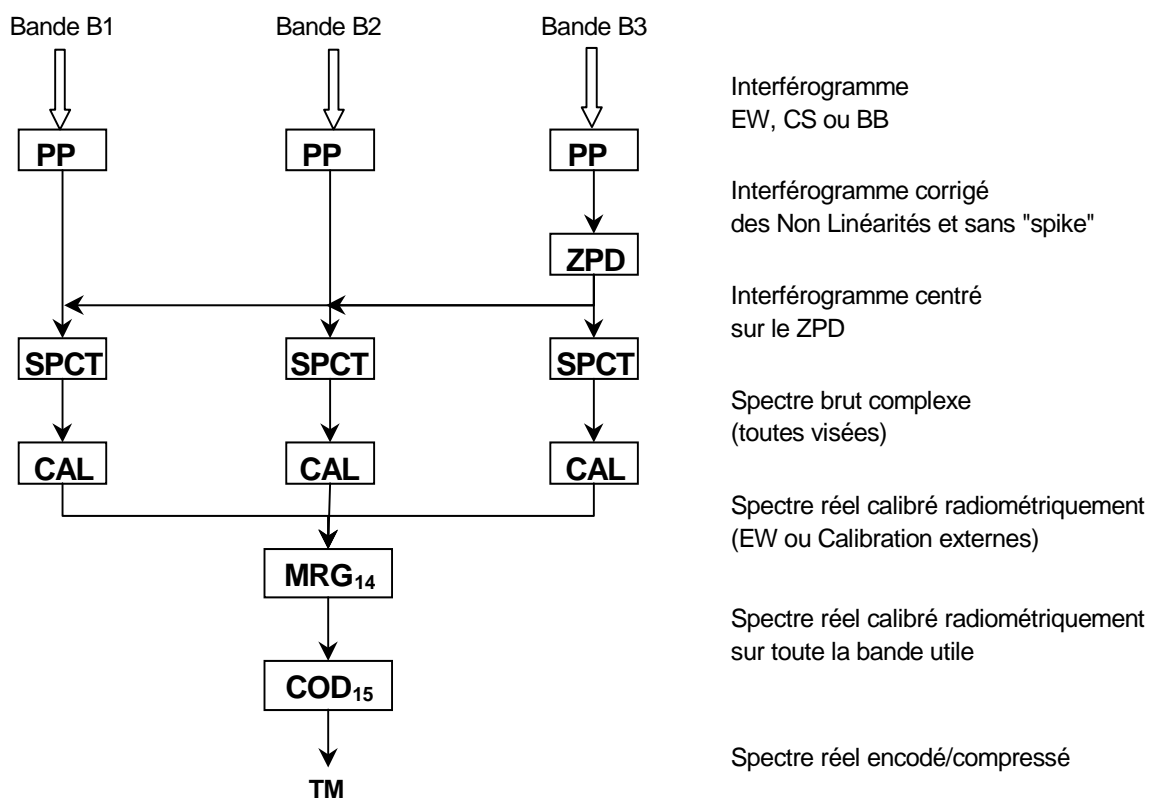 Bande B1 Bande B2 Bande B3
Interférogramme
EW, CS ou BB
PP PP PP
Interférogramme corrigé
des Non Linéarités et sans "spike"
ZPD
Interférogramme centré
sur le ZPD
SPCT SPCT SPCT
Spectre brut complexe
(toutes visées)
CAL CAL CAL
Spectre réel calibré radiométriquement
(EW ou Calibration externes)
MRG14
Spectre réel calibré radiométriquement
sur toute la bande utile
COD15
Spectre réel encodé/compressé
TM